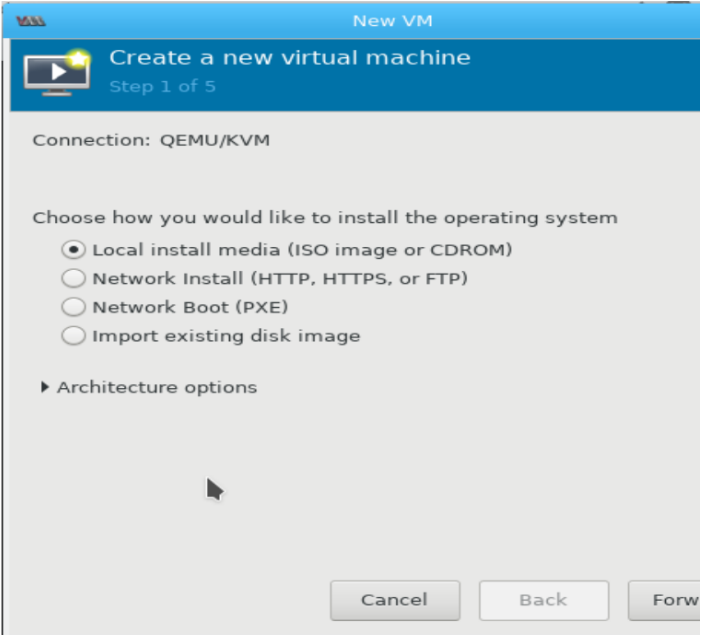 New VM
Create a new virtual machine
Step 1 of 5
Connection: QEMU/KVM
Choose how you would like to install the operating system
Local install media (ISO image or CDROM)
Network Install (HTTP, HTTPS, or FTP)
Network Boot (PXE)
Import existing disk image
Architecture options
Cancel Back Forw